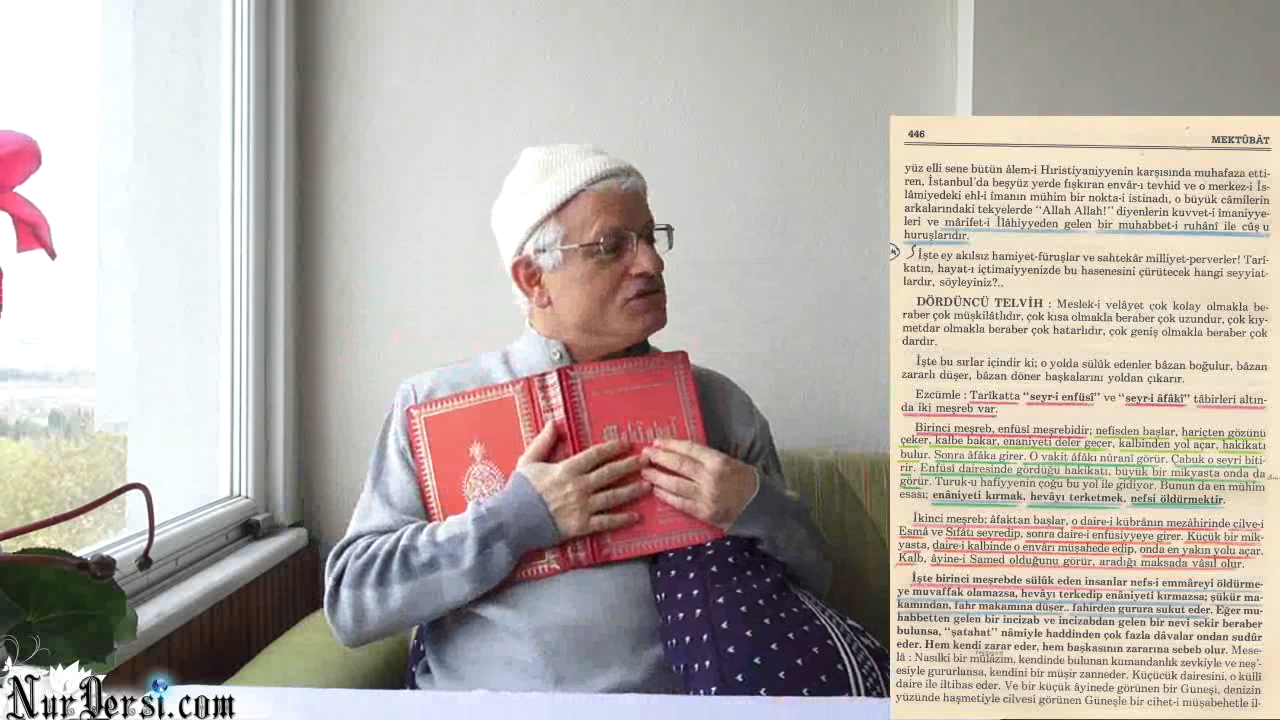 446
MEKTÛBÂT
yüz elli sene bütün âlem-i Hıristiyaniyyenin karşısında muhafaza etti-
ren, İstanbul'da beşyüz yerde fışkıran envâr-ı tevhid ve o merkez-i İs-
lâmiyedeki ehl-i imanın mühim bir nokta-i istinadı, o büyük câmilerin
arkalarındaki tekyelerde "Allah Allah!" diyenlerin kuvvet-i imaniyye-
leri ve mârifet-i İlâhiyyeden gelen bir muhabbet-i ruhânî ile cûş u
huruşlarıdır.
İşte ey akılsız hamiyet-füruşlar ve sahtekâr milliyet-perverler! Tarî-
katın, hayat-ı içtimaiyyenizde bu hasenesini çürütecek hangi seyyiat-
lardır, söyleyiniz?..
DÖRDÜNCÜ TELVİH : Meslek-i velâyet çok kolay olmakla be-
raber çok müşkilâtlıdır, çok kısa olmakla beraber çok uzundur, çok kıy-
metdar olmakla beraber çok hatarlıdır, çok geniş olmakla beraber çok
dardır.
İşte bu sırlar içindir ki; o yolda sülûk edenler bâzan boğulur, bâzan
zararlı düşer, bâzan döner başkalarını yoldan çıkarır.
Ezcümle : Tarîkatta "seyr-i enfüsî" ve "seyr-i âfâkî" tâbirleri altın-
da iki meşreb var.
Birinci meşreb, enfüsî meşrebidir; nefisden başlar, hariçten gözünü
çeker, kalbe bakar, enaniyeti deler geçer, kalbinden yol açar, hakikatı
bulur. Sonra âfâka girer. O vakit âfâkı nûranî görür. Çabuk o seyri biti-
rir. Enfüsî dairesinde gördüğü hakikatı, büyük bir mikyasta onda da
görür. Turuk-u hafiyyenin çoğu bu yol ile gidiyor. Bunun da en mühim
esası; enâniyeti kırmak, hevâyı terketmek, nefsi öldürmektir.
İkinci meşreb; âfaktan başlar, o daire-i kübrânın mezâhirinde cilve-i
Esmâ ve Sıfâtı seyredip, sonra daire-i enfüsiyyeye girer. Küçük bir mik-
yasta, daire-i kalbinde o envârı müşahede edip, onda en yakın yolu açar.
Kalb, âyine-i Samed olduğunu görür, aradığı maksada vâsıl olur.
İşte birinci meşrebde sülûk eden insanlar nefs-i emmâreyi öldürme-
ye muvaffak olamazsa, hevâyı terkedip enâniyeti kırmazsa; şükür ma-
kamından, fahr makamına düşer.. fahirden gurura sukut eder. Eğer mu-
habbetten gelen bir incizab ve incizabdan gelen bir nevi sekir beraber
bulunsa, "şatahat" nâmiyle haddinden çok fazla dâvalar ondan sudûr
eder. Hem kendi zarar eder, hem başkasının zararına sebeb olur. Mese-
lâ : Nasılki bir mülâzım, kendinde bulunan kumandanlık zevkiyle ve neş'-
esiyle gururlansa, kendini bir müşir zanneder. Küçücük dairesini, o küllî
daire ile iltibas eder. Ve bir küçük âyinede görünen bir Güneşi, denizin
yüzünde haşmetiyle cilvesi görünen Güneşle bir cihet-i müşabehetle il-
Mektubat
NurDersi.com